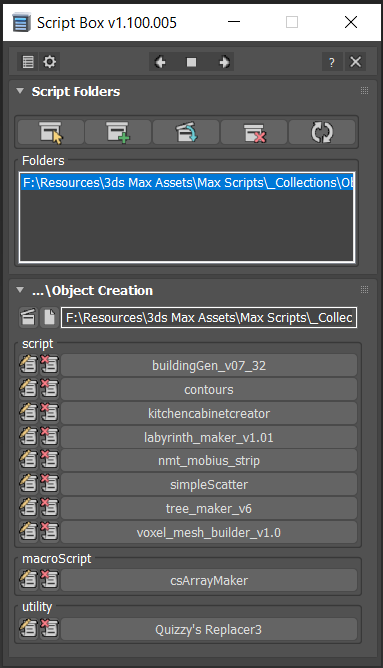 Script Box v1.100.005
?
Script Folders
Folders
F:\Resources\3ds Max Assets\Max Scripts\_Collections\Ob
...\Object Creation
F:\Resources\3ds Max Assets\Max Scripts\_Collec
script
buildingGen_v07_32
contours
kitchencabinetcreator
labyrinth_maker_v1.01
nmt_mobius_strip
simpleScatter
tree_maker_v6
voxel_mesh_builder_v1.0
macroScript
csArrayMaker
utility
Quizzy's Replacer3